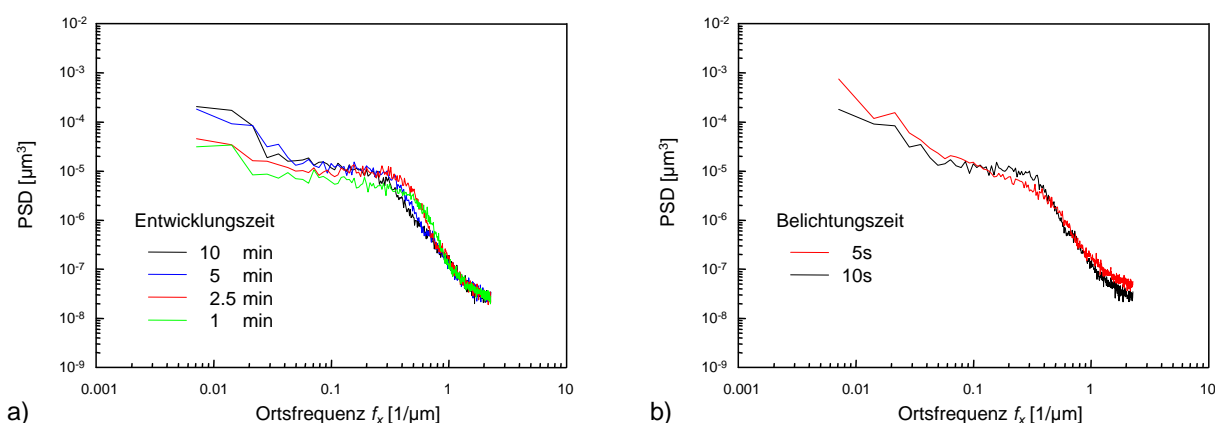 10⁻²
10⁻³
10⁻⁴
10⁻⁵
10⁻⁶
10⁻⁷
10⁻⁸
10⁻⁹
PSD [µm³]
Entwicklungszeit
10 min
5 min
2.5 min
1 min
0.001 0.01 0.1 1 10
Ortsfrequenz fₓ [1/µm]
a)
10⁻²
10⁻³
10⁻⁴
10⁻⁵
10⁻⁶
10⁻⁷
10⁻⁸
10⁻⁹
PSD [µm³]
Belichtungszeit
5s
10s
0.001 0.01 0.1 1 10
Ortsfrequenz fₓ [1/µm]
b)